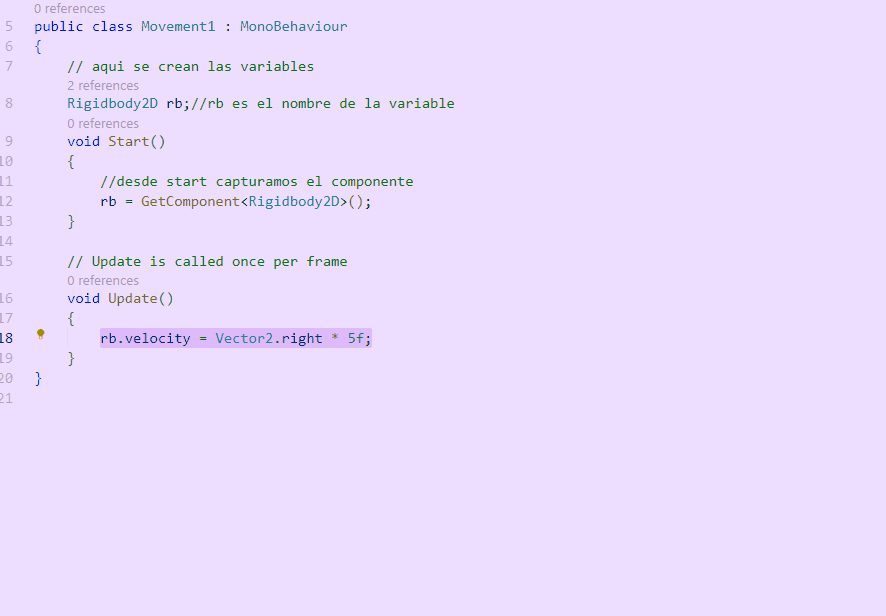 0 references
5 public class Movement1 : MonoBehaviour
6 {
7 // aqui se crean las variables
2 references
8 Rigidbody2D rb;//rb es el nombre de la variable
0 references
9 void Start()
10 {
11 //desde start capturamos el componente
12 rb = GetComponent<Rigidbody2D>();
13 }
14
15 // Update is called once per frame
0 references
16 void Update()
17 {
18 rb.velocity = Vector2.right * 5f;
19 }
20 }
21